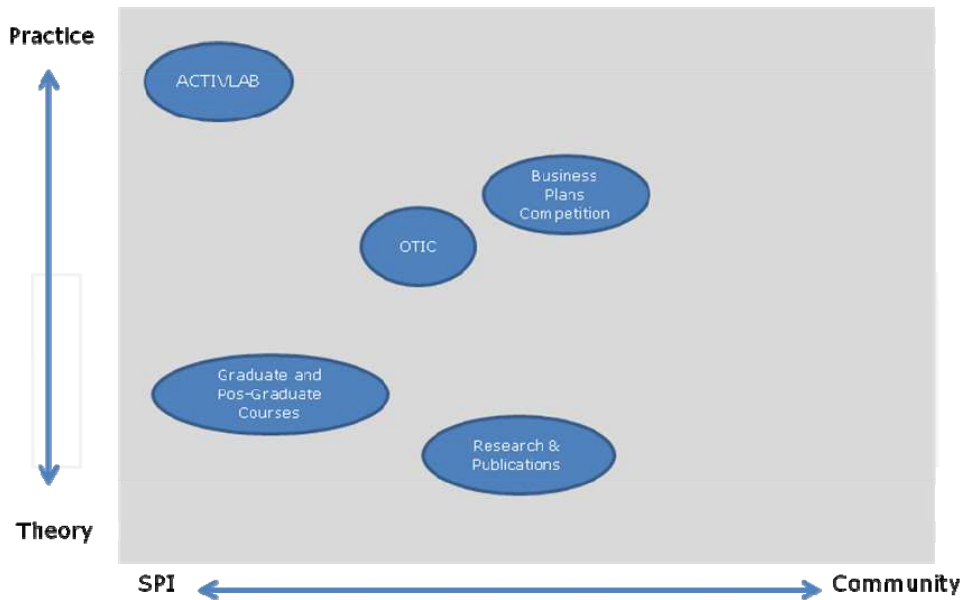 Practice
ACTIVLAB
Business
Plans
Competition
OTIC
Graduate and
Pos-Graduate
Courses
Research &
Publications
Theory
SPI
Community